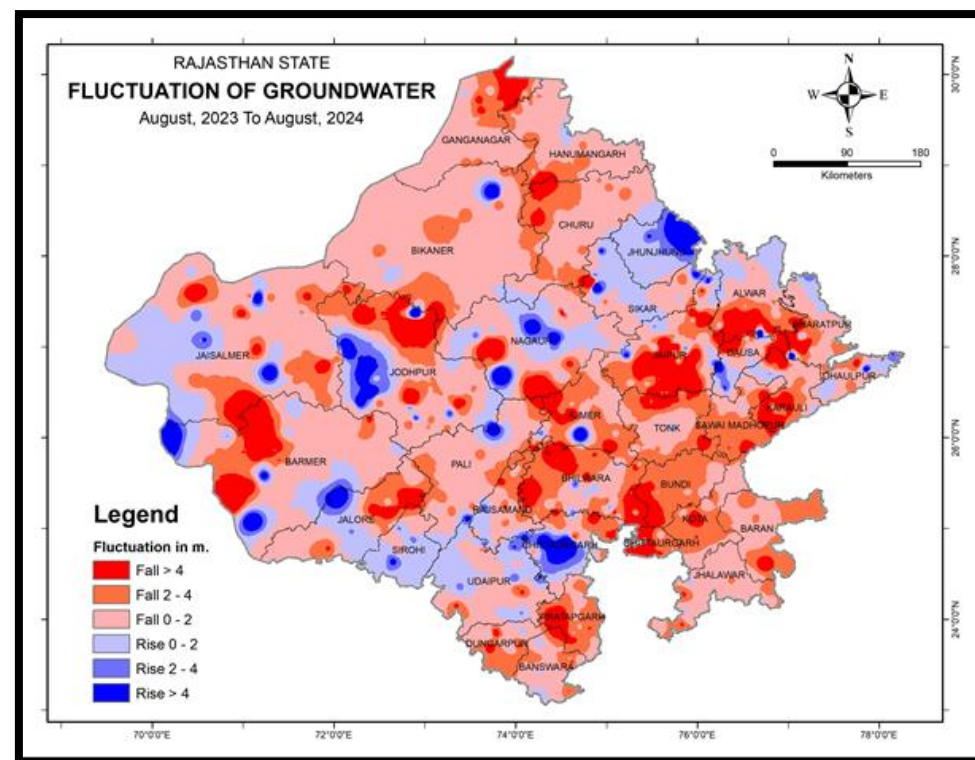 RAJASTHAN STATE
FLUCTUATION OF GROUNDWATER
August, 2023 To August, 2024
N
W E
S
0 90 180
Kilometers
30°0'0"N
28°0'0"N
26°0'0"N
24°0'0"N
GANGANAGAR
HANUMANGARH
CHURU
BIKANER
JHUNJHUNU
SIKAR
ALWAR
BHARATPUR
NAGAUR
JAISALMER
JODHPUR
JAIPUR
DAUSA
DHAULPUR
KARAULI
AJMER
TONK
SAWAI MADHOPUR
BARMER
PALI
BHILWARA
BUNDI
JALORE
RAJSAMAND
KOTA
BARAN
CHITTAURGARH
CHITTAURGARH
SIROHI
UDAIPUR
JHALAWAR
PRATAPGARH
DUNGARPUR
BANSWARA
Legend
Fluctuation in m.
Fall > 4
Fall 2 - 4
Fall 0 - 2
Rise 0 - 2
Rise 2 - 4
Rise > 4
70°0'0"E 72°0'0"E 74°0'0"E 76°0'0"E 78°0'0"E